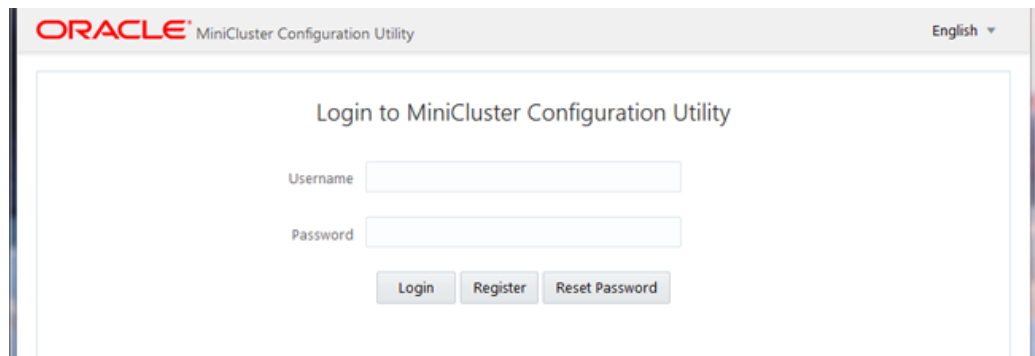 ORACLE® MiniCluster Configuration Utility English
Login to MiniCluster Configuration Utility
Username
Password
Login Register Reset Password